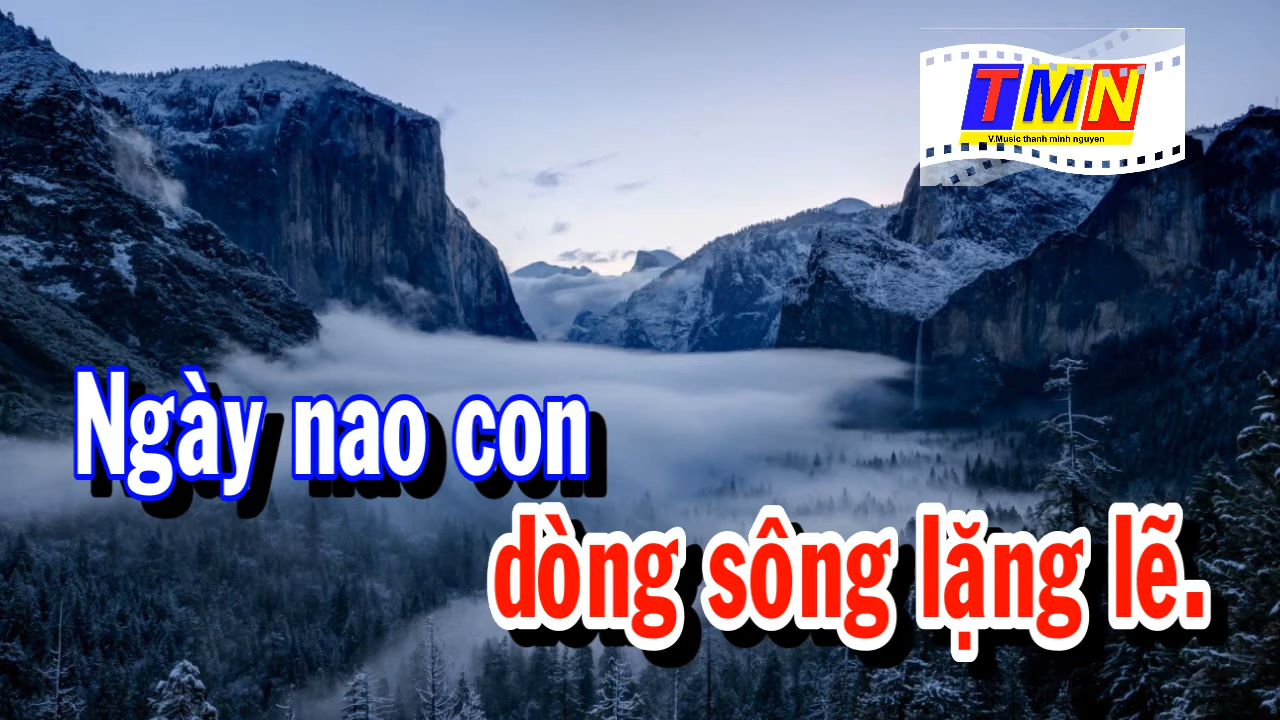 TMN
V.Music thanh minh nguyen
Ngày nao con
dòng sông lặng lẽ.